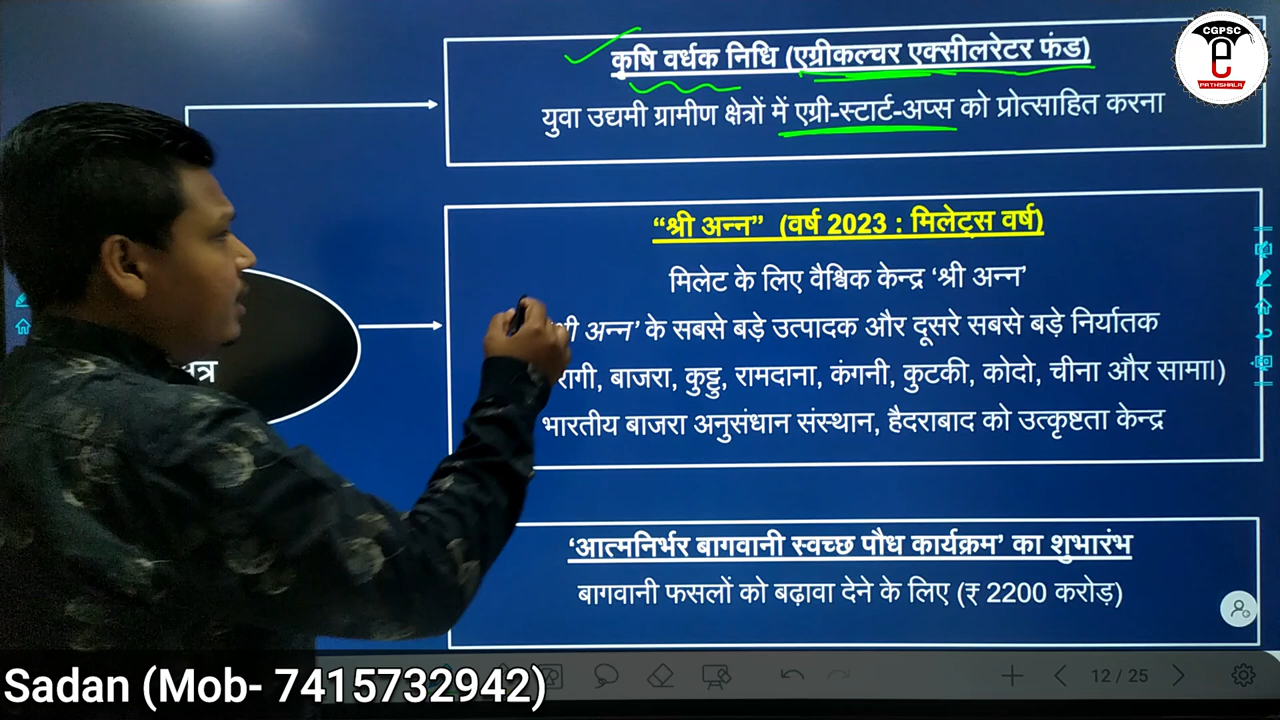 CGPSC
e
PATHSHALA
कृषि वर्धक निधि (एग्रीकल्चर एक्सीलरेटर फंड)
युवा उद्यमी ग्रामीण क्षेत्रों में एग्री-स्टार्ट-अप्स को प्रोत्साहित करना
“श्री अन्न” (वर्ष 2023 : मिलेट्स वर्ष)
मिलेट के लिए वैश्विक केन्द्र ‘श्री अन्न’
अन्न’ के सबसे बड़े उत्पादक और दूसरे सबसे बड़े निर्यातक
रागी, बाजरा, कुट्टु, रामदाना, कंगनी, कुटकी, कोदो, चीना और सामा।)
भारतीय बाजरा अनुसंधान संस्थान, हैदराबाद को उत्कृष्टता केन्द्र
‘आत्मनिर्भर बागवानी स्वच्छ पौध कार्यक्रम’ का शुभारंभ
बागवानी फसलों को बढ़ावा देने के लिए (₹ 2200 करोड़)
12 / 25
Sadan (Mob- 7415732942)